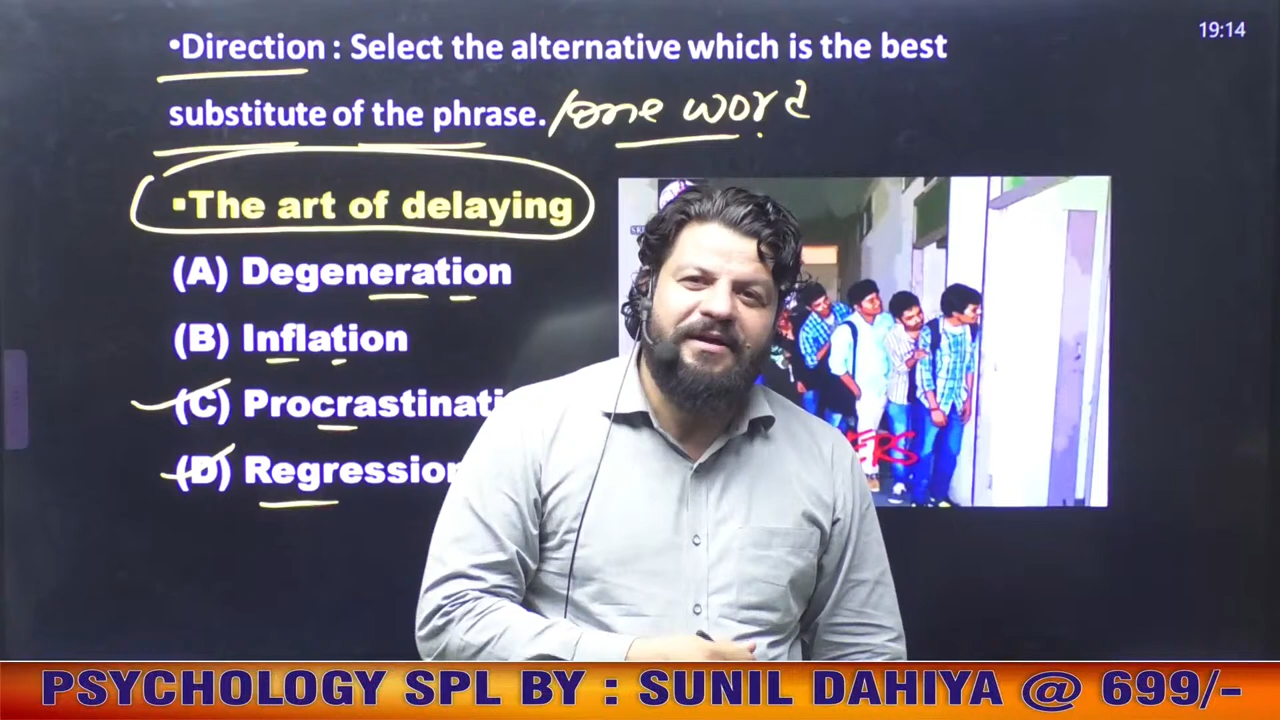 19:14
•Direction : Select the alternative which is the best
substitute of the phrase. /one word
▪The art of delaying
(A) Degeneration
(B) Inflation
(C) Procrastinati
(D) Regression
PSYCHOLOGY SPL BY : SUNIL DAHIYA @ 699/-